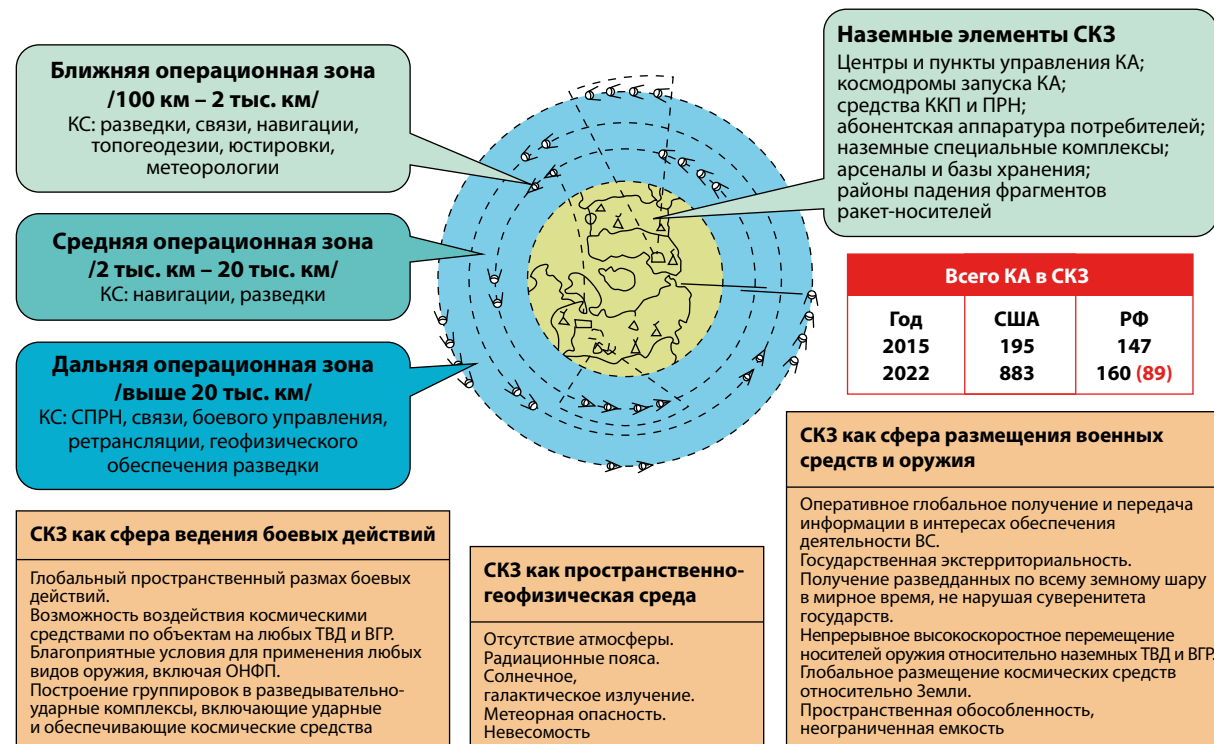 Ближняя операционная зона
/100 км – 2 тыс. км/
КС: разведки, связи, навигации,
топогеодезии, юстировки,
метеорологии
Средняя операционная зона
/2 тыс. км – 20 тыс. км/
КС: навигации, разведки
Дальняя операционная зона
/выше 20 тыс. км/
КС: СПРН, связи, боевого управления,
ретрансляции, геофизического
обеспечения разведки
Наземные элементы СКЗ
Центры и пункты управления КА;
космодромы запуска КА;
средства ККП и ПРН;
абонентская аппаратура потребителей;
наземные специальные комплексы;
арсеналы и базы хранения;
районы падения фрагментов
ракет-носителей
Всего КА в СКЗ
Год США РФ
2015 195 147
2022 883 160 (89)
СКЗ как сфера ведения боевых действий
Глобальный пространственный размах боевых
действий.
Возможность воздействия космическими
средствами по объектам на любых ТВД и ВГР.
Благоприятные условия для применения любых
видов оружия, включая ОНФП.
Построение группировок в разведывательно-
ударные комплексы, включающие ударные
и обеспечивающие космические средства
СКЗ как пространственно-
геофизическая среда
Отсутствие атмосферы.
Радиационные пояса.
Солнечное,
галактическое излучение.
Метеорная опасность.
Невесомость
СКЗ как сфера размещения военных
средств и оружия
Оперативное глобальное получение и передача
информации в интересах обеспечения
деятельности ВС.
Государственная экстерриториальность.
Получение разведданных по всему земному шару
в мирное время, не нарушая суверенитета
государств.
Непрерывное высокоскоростное перемещение
носителей оружия относительно наземных ТВД и ВГР.
Глобальное размещение космических средств
относительно Земли.
Пространственная обособленность,
неограниченная емкость